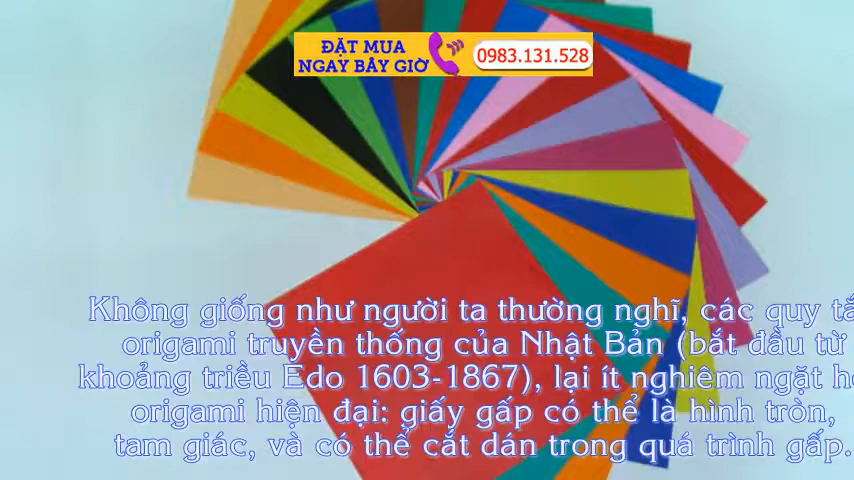 ĐẶT MUA
NGAY BÂY GIỜ
0983.131.528
Không giống như người ta thường nghĩ, các quy
origami truyền thống của Nhật Bản (bắt đầu từ
khoảng triều Edo 1603-1867), lại ít nghiêm ngặt
origami hiện đại: giấy gấp có thể là hình tròn,
tam giác, và có thể cắt dán trong quá trình gấp.